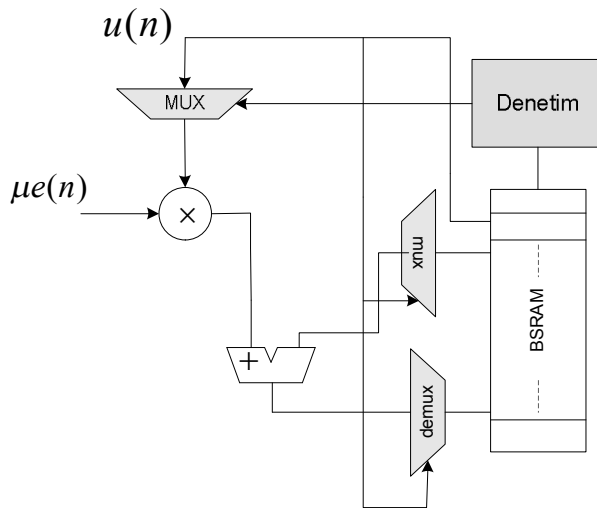 u(n)
MUX
Denetim
μe(n)
×
mux
BSRAM
+
demux